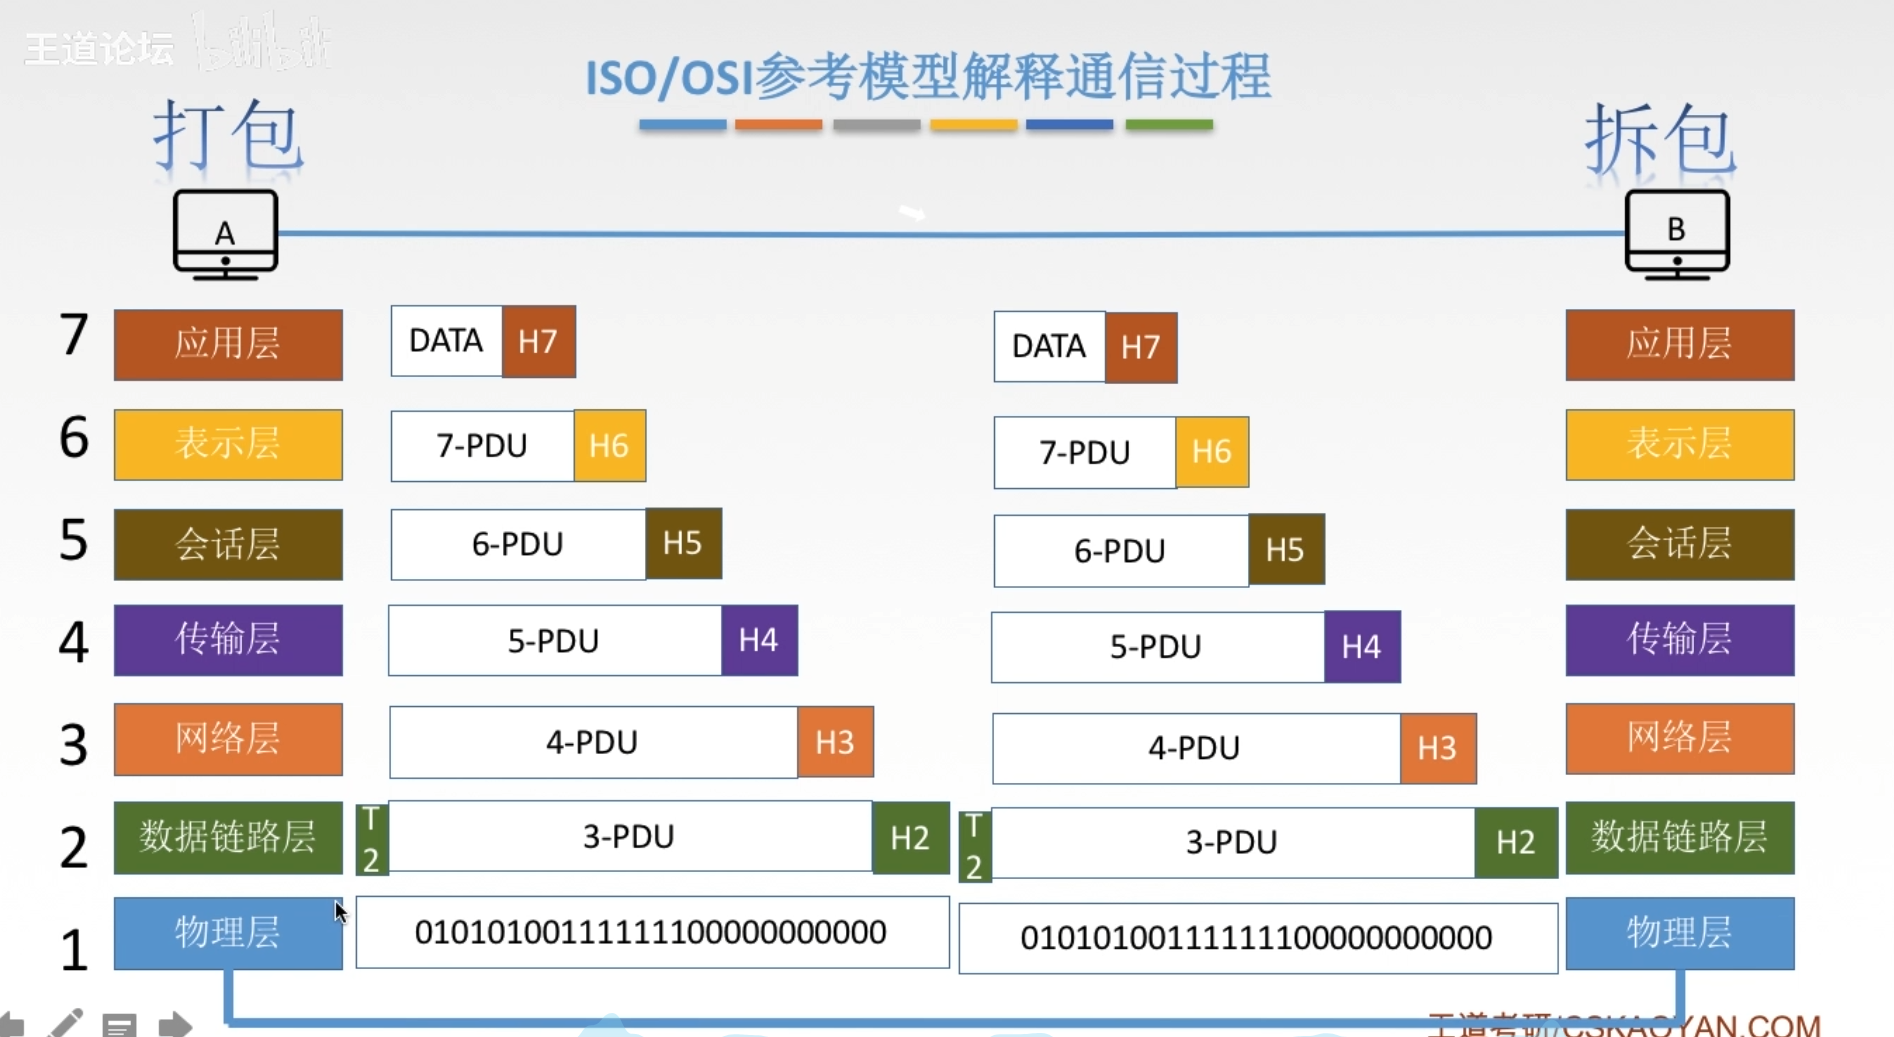 王道论坛 bilibili
ISO/OSI参考模型解释通信过程
打包
拆包
A
B
7 应用层 DATA H7 DATA H7 应用层
6 表示层 7-PDU H6 7-PDU H6 表示层
5 会话层 6-PDU H5 6-PDU H5 会话层
4 传输层 5-PDU H4 5-PDU H4 传输层
3 网络层 4-PDU H3 4-PDU H3 网络层
2 数据链路层 T2 3-PDU H2 T2 3-PDU H2 数据链路层
1 物理层 010101001111111100000000000 010101001111111100000000000 物理层
王道考研/CSKAOYAN.COM